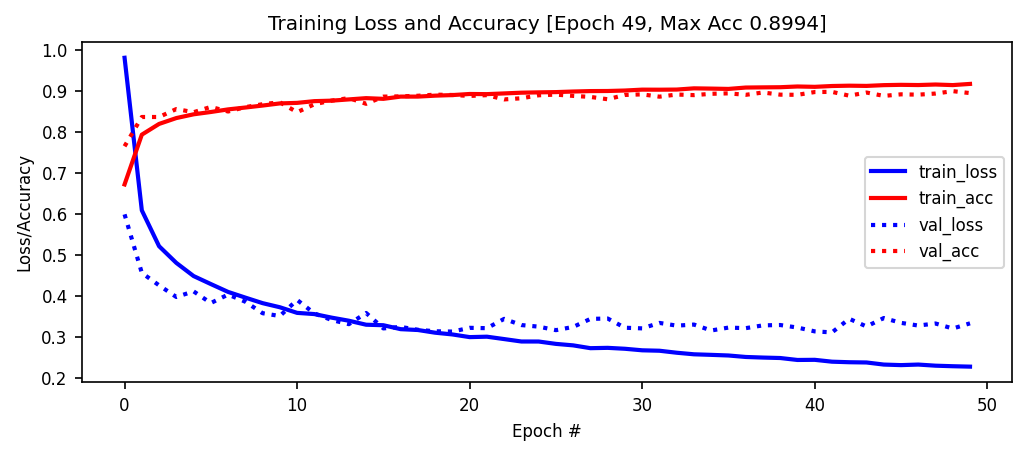 Training Loss and Accuracy [Epoch 49, Max Acc 0.8994]
1.0
0.9
0.8
0.7
0.6
0.5
0.4
0.3
0.2
Loss/Accuracy
train_loss
train_acc
val_loss
val_acc
0 10 20 30 40 50
Epoch #